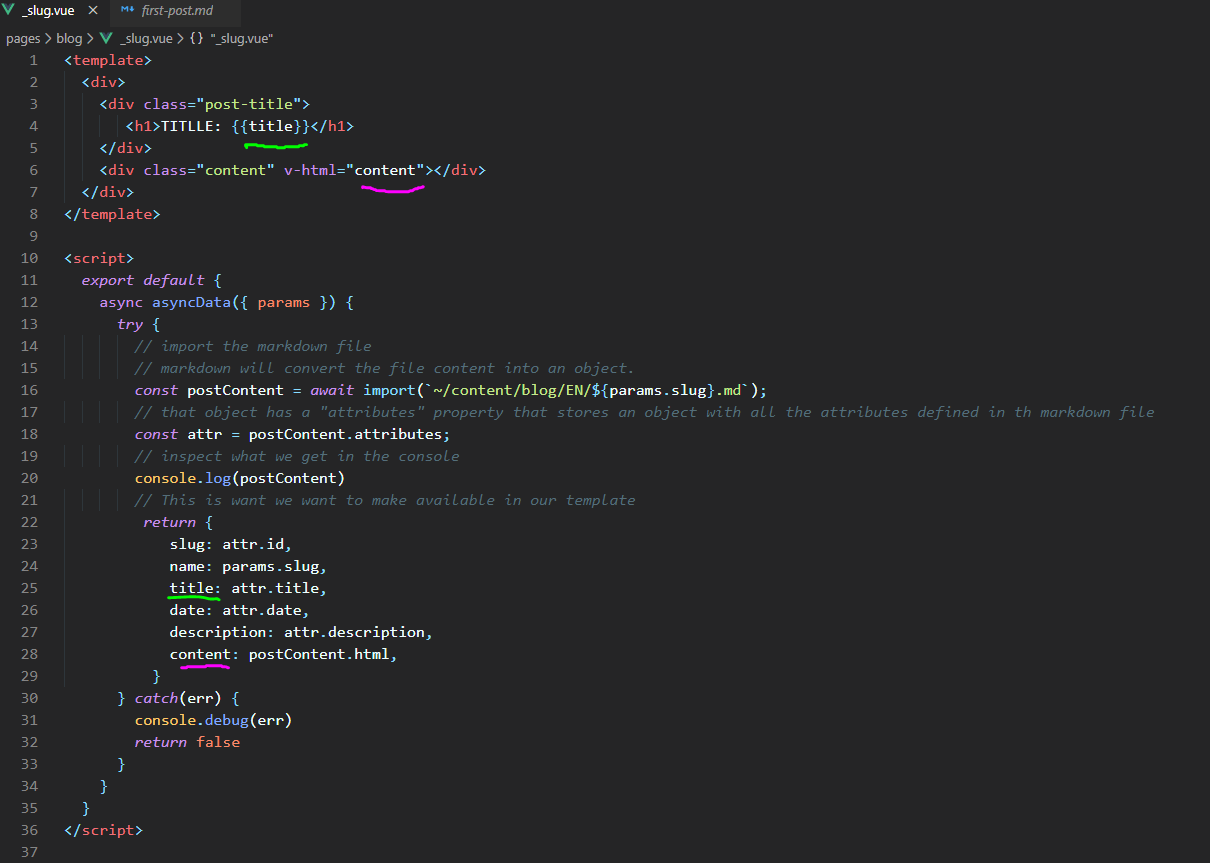 _slug.vue × M↓ first-post.md
pages > blog > _slug.vue > {} "_slug.vue"
1 <template>
2 <div>
3 <div class="post-title">
4 <h1>TITLLE: {{title}}</h1>
5 </div>
6 <div class="content" v-html="content"></div>
7 </div>
8 </template>
9
10 <script>
11 export default {
12 async asyncData({ params }) {
13 try {
14 // import the markdown file
15 // markdown will convert the file content into an object.
16 const postContent = await import(`~/content/blog/EN/${params.slug}.md`);
17 // that object has a "attributes" property that stores an object with all the attributes defined in th markdown file
18 const attr = postContent.attributes;
19 // inspect what we get in the console
20 console.log(postContent)
21 // This is want we want to make available in our template
22 return {
23 slug: attr.id,
24 name: params.slug,
25 title: attr.title,
26 date: attr.date,
27 description: attr.description,
28 content: postContent.html,
29 }
30 } catch(err) {
31 console.debug(err)
32 return false
33 }
34 }
35 }
36 </script>
37